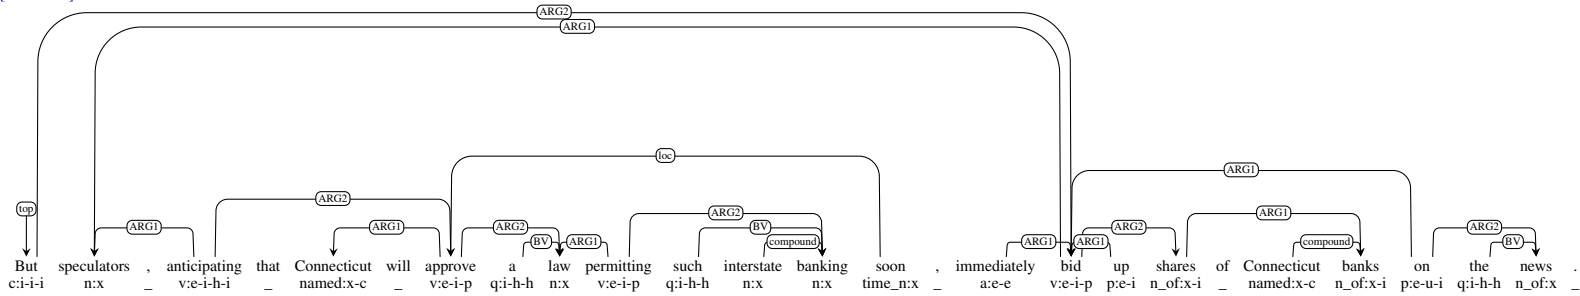 ARG2
ARG1
loc
ARG1
ARG2
top
ARG2 ARG1
ARG1 ARG1 ARG2 BV ARG2 ARG2
BV ARG1 compound ARG1 ARG1 compound BV
But speculators , anticipating that Connecticut will approve a law permitting such interstate banking soon , immediately bid up shares of Connecticut banks on the news .
c:i-i-i n:x _ v:e-i-h-i _ named:x-c _ v:e-i-p q:i-h-h n:x v:e-i-p q:i-h-h n:x n:x time_n:x _ a:e-e v:e-i-p p:e-i n_of:x-i _ named:x-c n_of:x-i p:e-u-i q:i-h-h n_of:x _